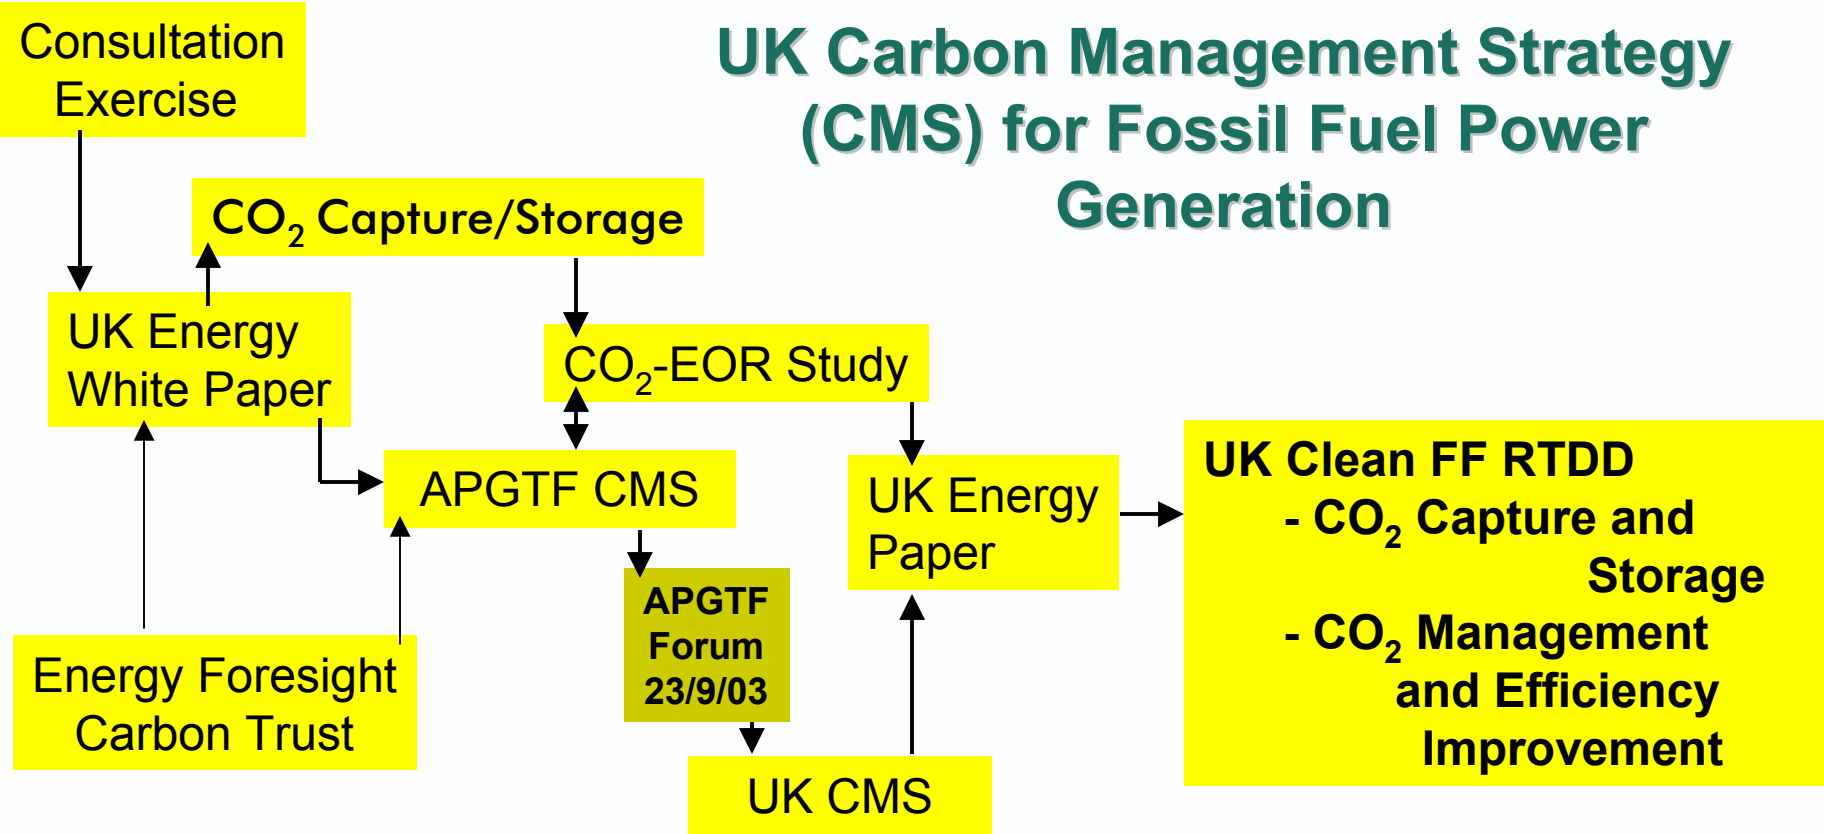 UK Carbon Management Strategy
(CMS) for Fossil Fuel Power
Generation
Consultation
Exercise
CO₂ Capture/Storage
UK Energy
White Paper
CO₂-EOR Study
APGTF CMS
UK Energy
Paper
APGTF
Forum
23/9/03
Energy Foresight
Carbon Trust
UK CMS
UK Clean FF RTDD
- CO₂ Capture and
Storage
- CO₂ Management
and Efficiency
Improvement